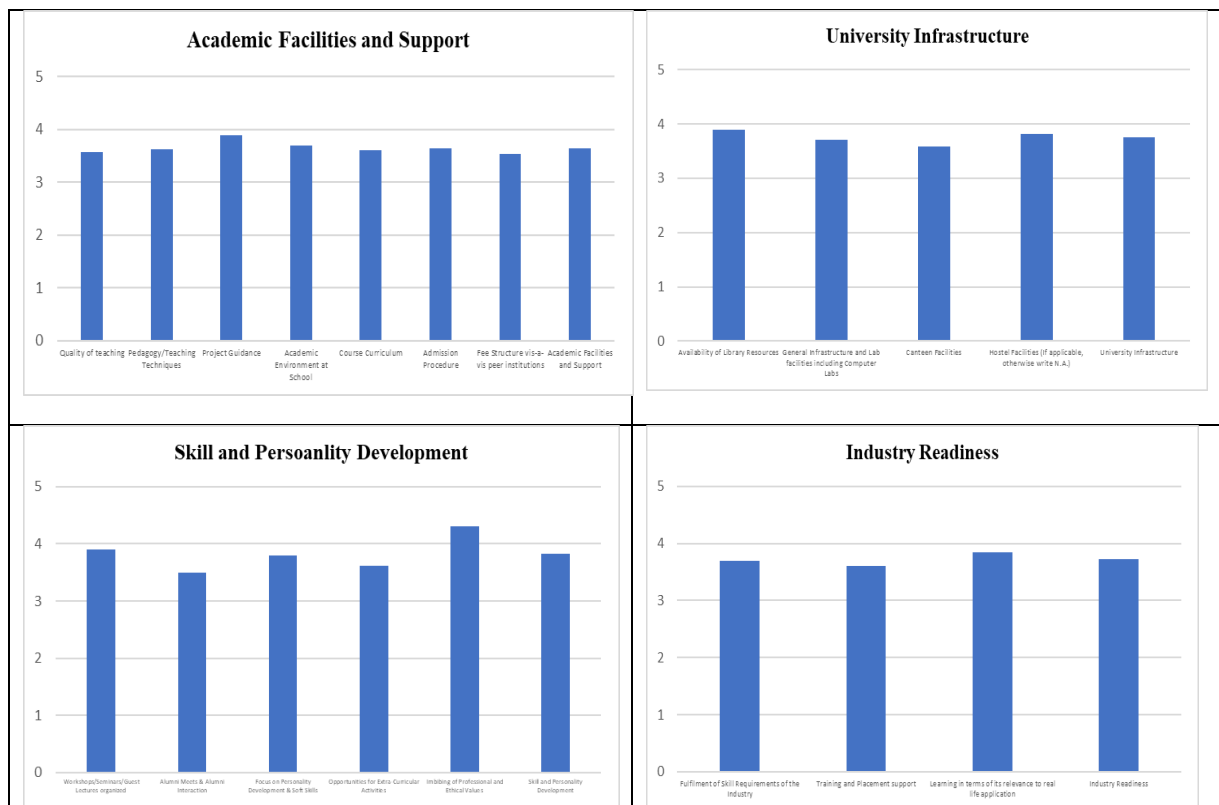 Academic Facilities and Support
5
4
3
2
1
0
Quality of teaching
Pedagogy/Teaching
Techniques
Project Guidance
Academic
Environment at
School
Course Curriculum
Admission
Procedure
Fee Structure vis-a-
vis peer institutions
Academic Facilities
and Support
University Infrastructure
5
4
3
2
1
0
Availability of Library Resources
General Infrastructure and Lab
facilities including Computer
Labs
Canteen Facilities
Hostel Facilities (If applicable,
otherwise write N.A.)
University Infrastructure
Skill and Persoanlity Development
5
4
3
2
1
0
Workshops/Seminars/Guest
Lectures organized
Alumni Meets & Alumni
Interaction
Focus on Personality
Development & Soft Skills
Opportunities for Extra-Curricular
Activities
Imbibing of Professional and
Ethical Values
Skill and Personality
Development
Industry Readiness
5
4
3
2
1
0
Fulfilment of Skill Requirements of the
Industry
Training and Placement support
Learning in terms of its relevance to real
life application
Industry Readiness